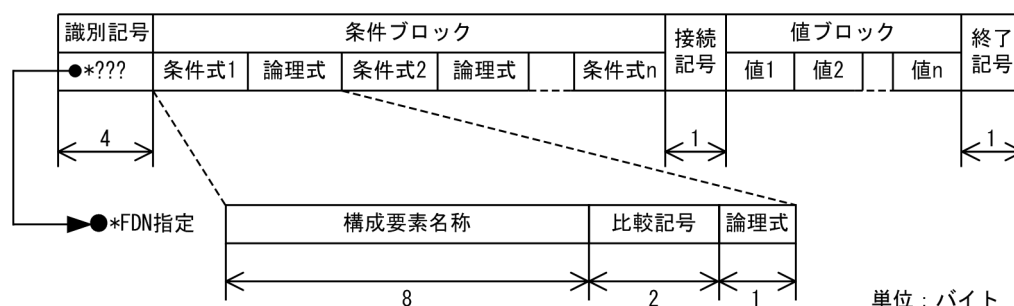 識別記号 条件ブロック 接続記号 値ブロック 終了記号
●*??? 条件式1 論理式 条件式2 論理式 条件式n 値1 値2 値n
4 1 1
●*FDN指定 構成要素名称 比較記号 論理式
8 2 1
単位：バイト